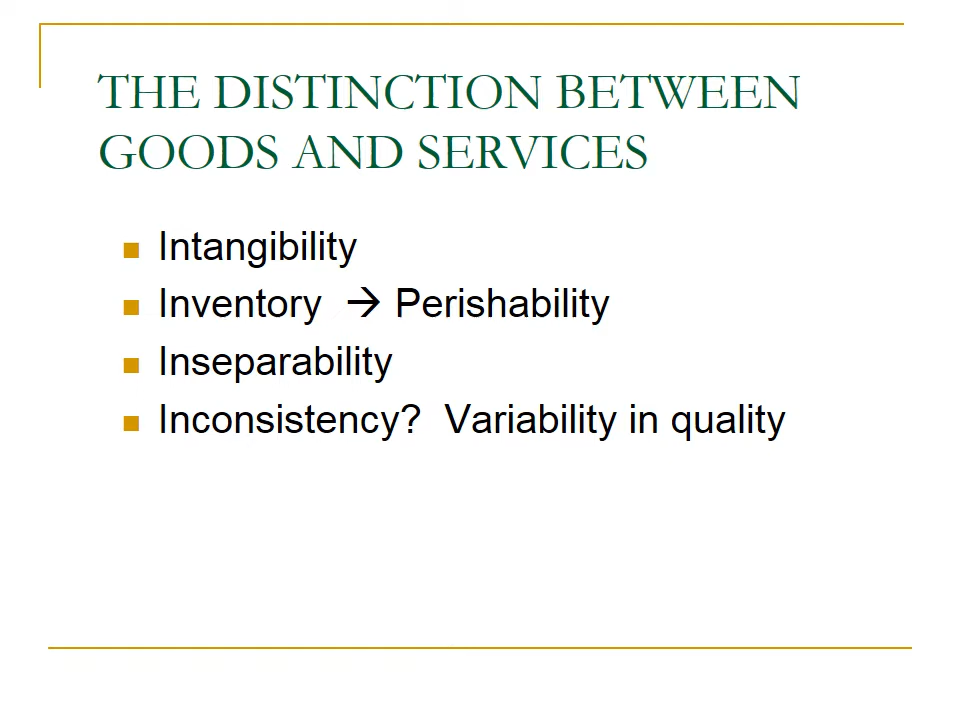 THE DISTINCTION BETWEEN
GOODS AND SERVICES
Intangibility
Inventory → Perishability
Inseparability
Inconsistency? Variability in quality